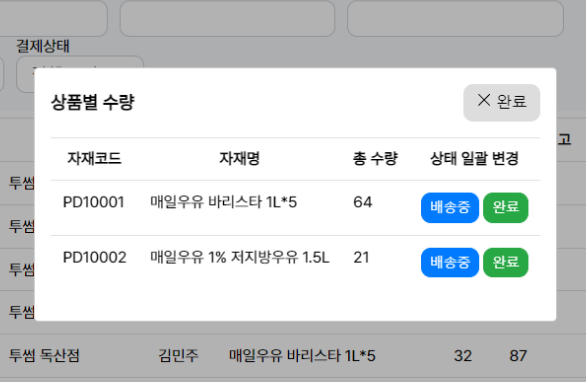 결제상태
상품별 수량
× 완료
고
자재코드 자재명 총 수량 상태 일괄 변경
투썸
PD10001 매일우유 바리스타 1L*5 64 배송중 완료
투썸
PD10002 매일우유 1% 저지방우유 1.5L 21 배송중 완료
투썸
투썸
투썸 독산점 김민주 매일우유 바리스타 1L*5 32 87